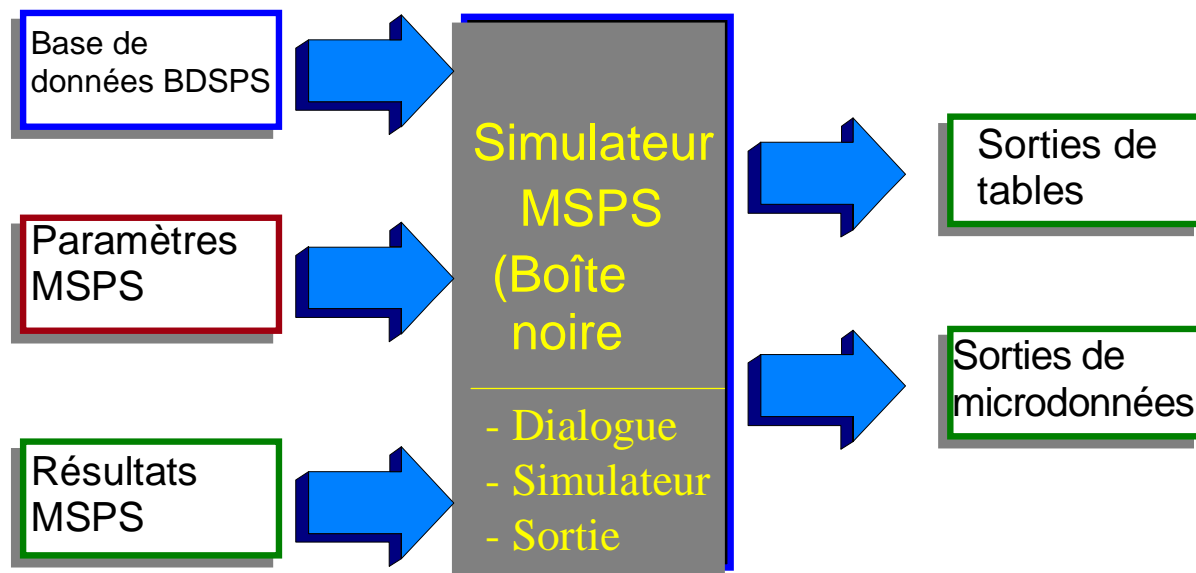 Base de
données BDSPS
Paramètres
MSPS
Résultats
MSPS
Simulateur
MSPS
(Boîte
noire
- Dialogue
- Simulateur
- Sortie
Sorties de
tables
Sorties de
microdonnées